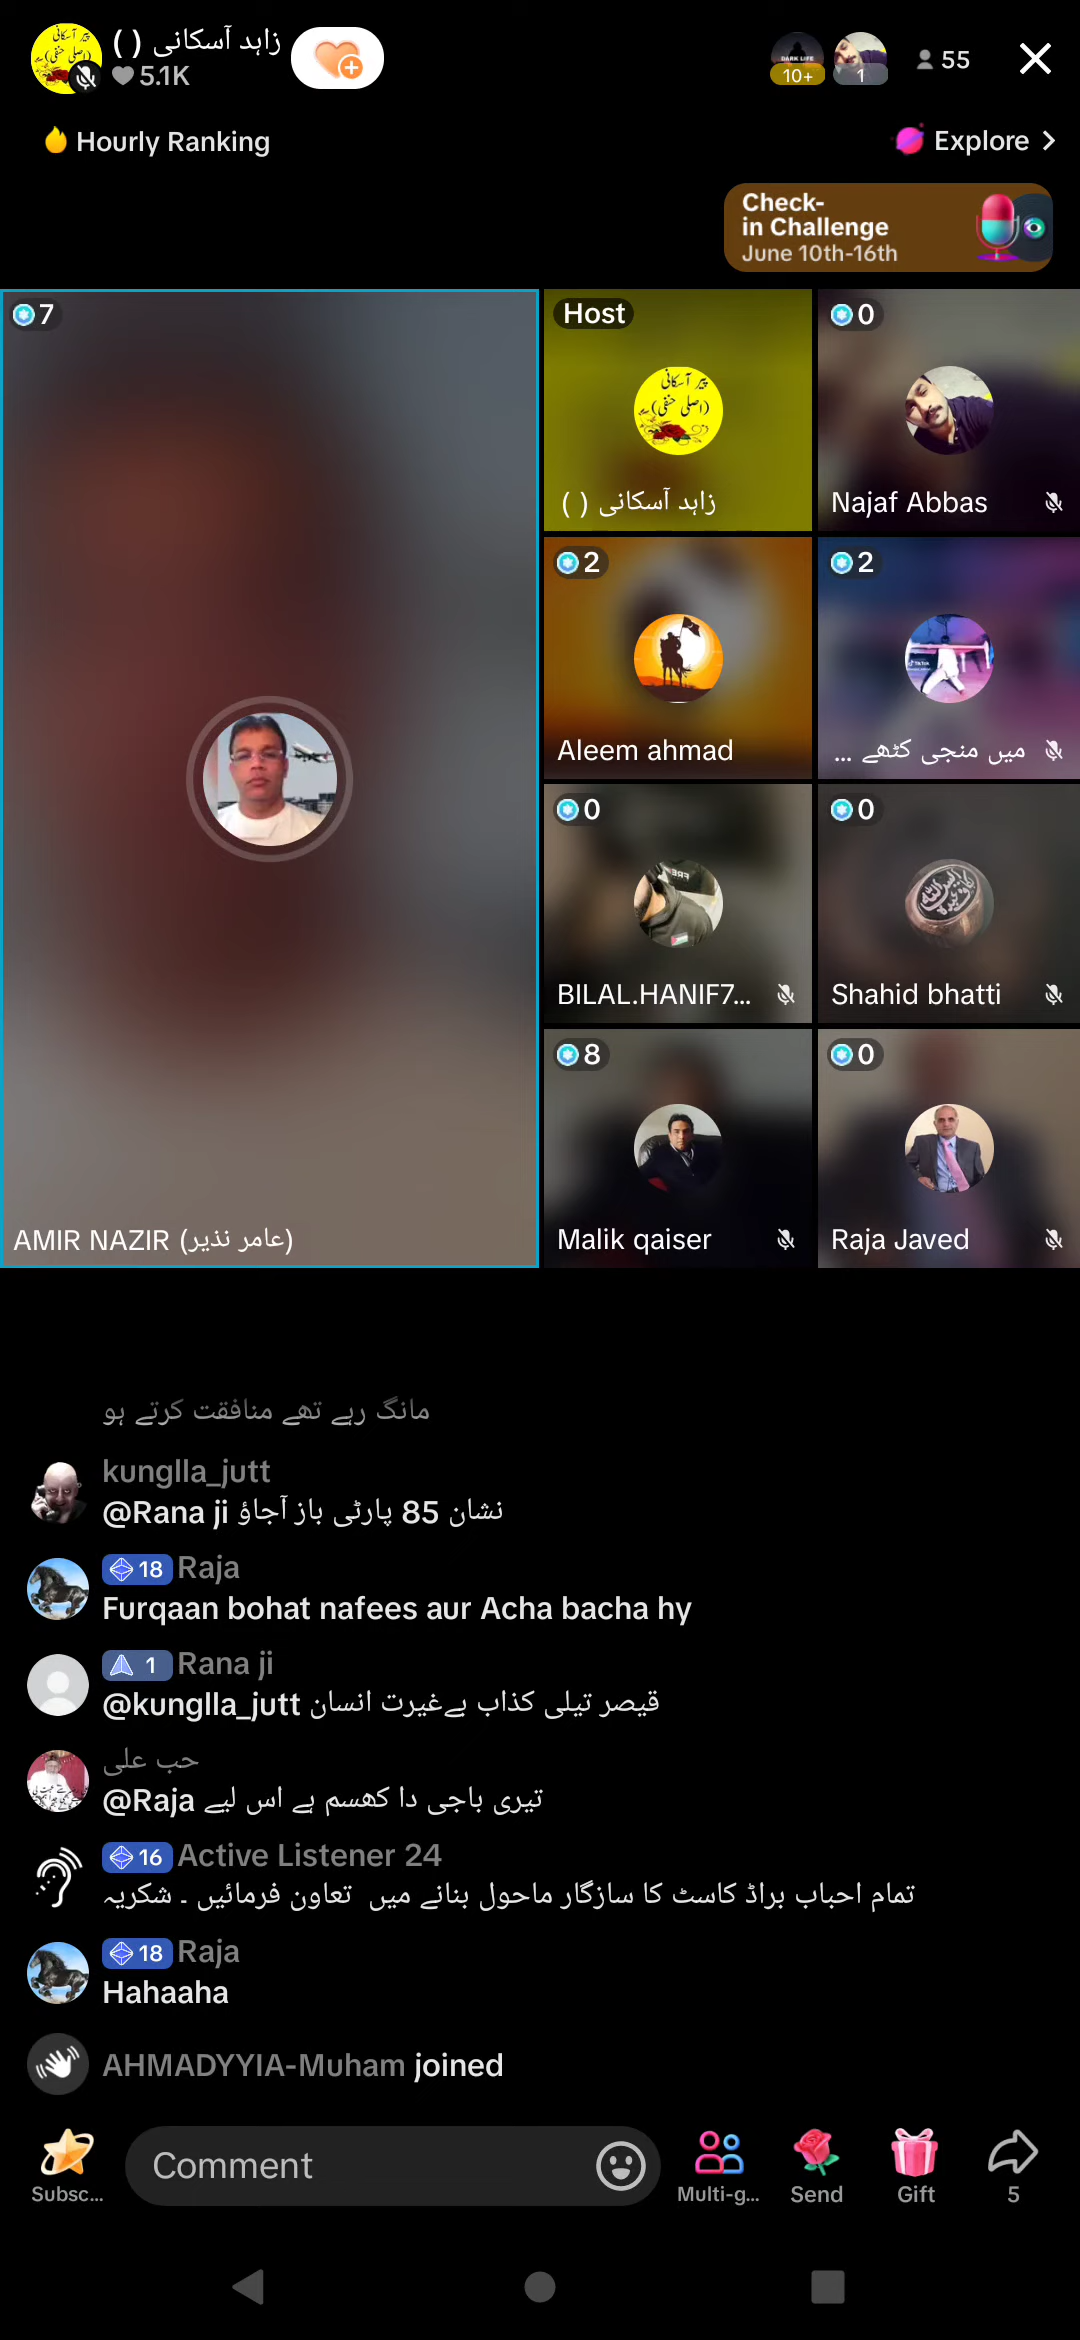 زاہد آسکانی ( )
5.1K
10+
1
55
Hourly Ranking
Explore
Check-
in Challenge
June 10th-16th
7
Host
0
پیر آسکانی
(اصلی حنفی)
زاہد آسکانی ( )
Najaf Abbas
2
2
Aleem ahmad
میں منجی کٹھے ...
0
0
BILAL.HANIF7...
Shahid bhatti
8
0
AMIR NAZIR (عامر نذیر)
Malik qaiser
Raja Javed
مانگ رہے تھے منافقت کرتے ہو
kunglla_jutt
@Rana ji نشان 85 پارٹی باز آجاؤ
18 Raja
Furqaan bohat nafees aur Acha bacha hy
1 Rana ji
@kunglla_jutt قیصر تیلی کذاب بےغیرت انسان
حب علی
@Raja تیری باجی دا کھسم ہے اس لیے
16 Active Listener 24
تمام احباب براڈ کاسٹ کا سازگار ماحول بنانے میں تعاون فرمائیں ۔ شکریہ
18 Raja
Hahaaha
AHMADYYIA-Muham joined
Comment
Subsc...
Multi-g...
Send
Gift
5